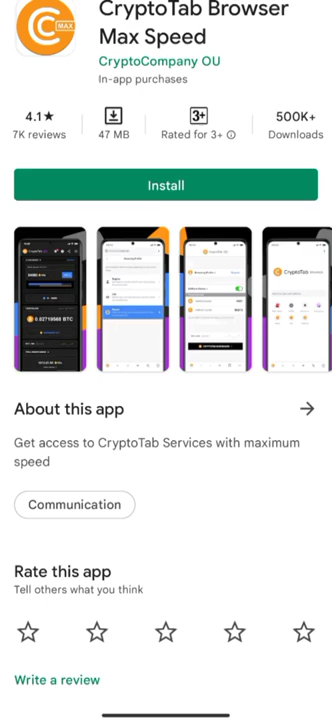 CryptoTab Browser
Max Speed
CryptoCompany OU
In-app purchases
4.1★
7K reviews
47 MB
3+
Rated for 3+
500K+
Downloads
MAX
Install
0.02719568 BTC
CryptoTab
About this app
Get access to CryptoTab Services with maximum
speed
Communication
Rate this app
Tell others what you think
Write a review